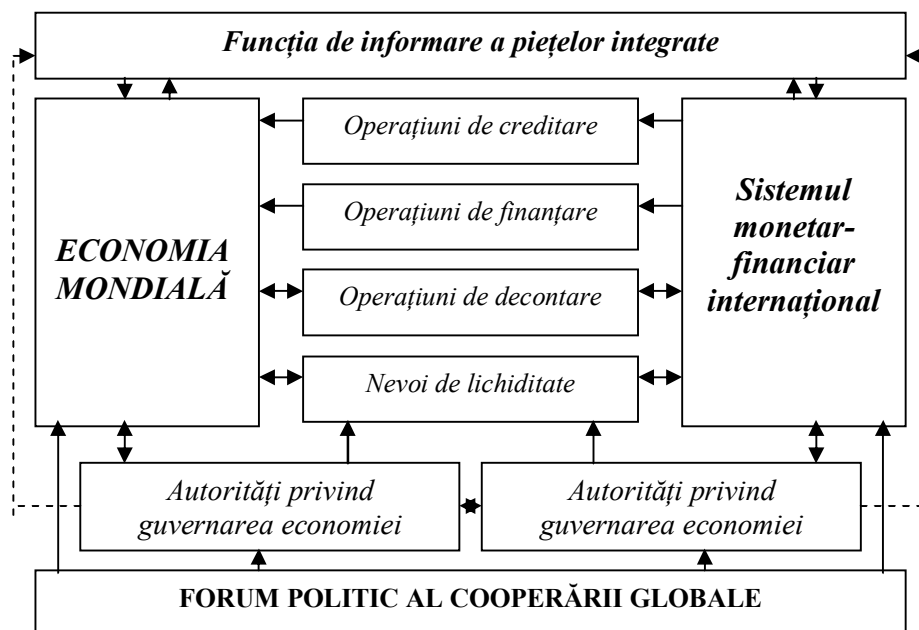 Funcția de informare a piețelor integrate
Operațiuni de creditare
Operațiuni de finanțare
ECONOMIA
MONDIALĂ
Sistemul
monetar-
financiar
internațional
Operațiuni de decontare
Nevoi de lichiditate
Autorități privind
guvernarea economiei
Autorități privind
guvernarea economiei
FORUM POLITIC AL COOPERĂRII GLOBALE